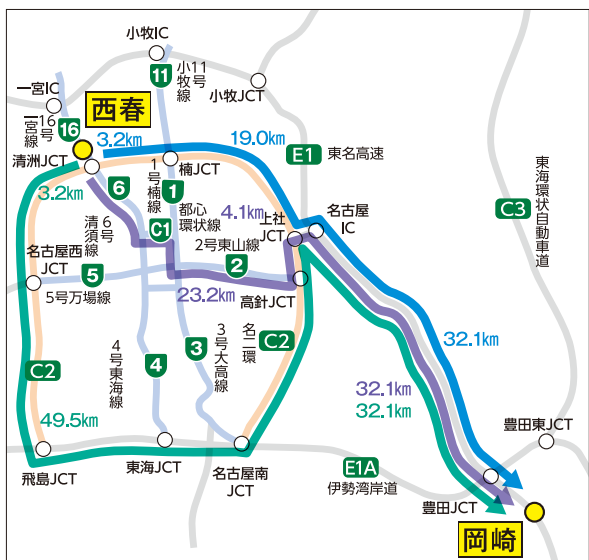 小牧IC
11
小牧線
11号
小牧JCT
一宮IC
一宮線
16号
16
西春
3.2km
19.0km
清洲JCT
楠JCT
E1
東名高速
3.2km
6
1号楠線
1
4.1km
上社
JCT
名古屋
IC
C3
東海環状自動車道
清須線
6号
C1
都心
環状線
2号東山線
2
名古屋西
JCT
5
5号万場線
23.2km
高針JCT
名二環
C2
32.1km
C2
4号東海線
4
3号大高線
3
32.1km
32.1km
49.5km
豊田東JCT
飛島JCT
東海JCT
名古屋南
JCT
E1A
伊勢湾岸道
豊田JCT
岡崎